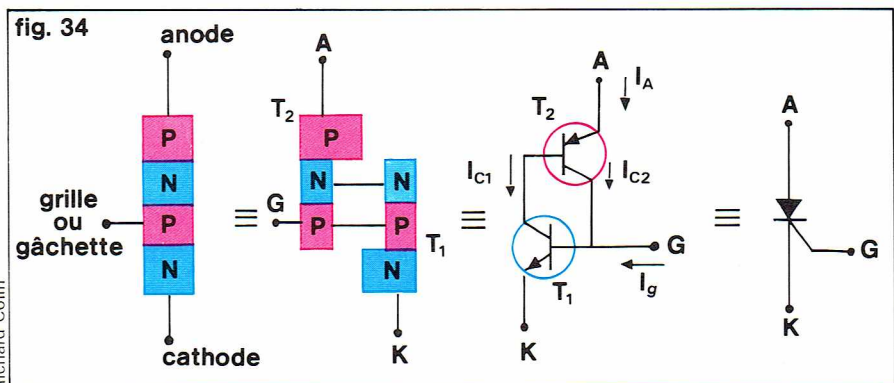 fig. 34
anode
P
N
P
N
grille
ou
gâchette
cathode
≡
A
T2
P
N
N
G
P
P
T1
N
K
≡
A
IA
T2
IC1
IC2
G
Ig
T1
K
≡
A
G
K